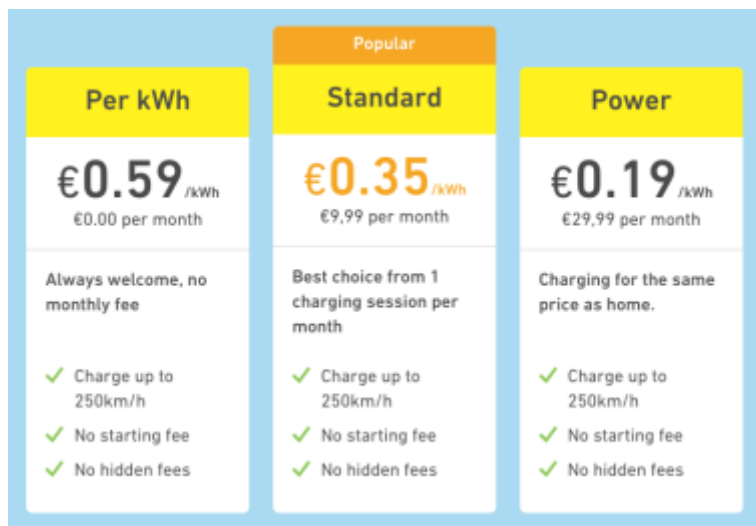 Popular
Per kWh
€0.59/kWh
€0.00 per month
Always welcome, no
monthly fee
Charge up to
250km/h
No starting fee
No hidden fees
Standard
€0.35/kWh
€9,99 per month
Best choice from 1
charging session per
month
Charge up to
250km/h
No starting fee
No hidden fees
Power
€0.19/kWh
€29,99 per month
Charging for the same
price as home.
Charge up to
250km/h
No starting fee
No hidden fees